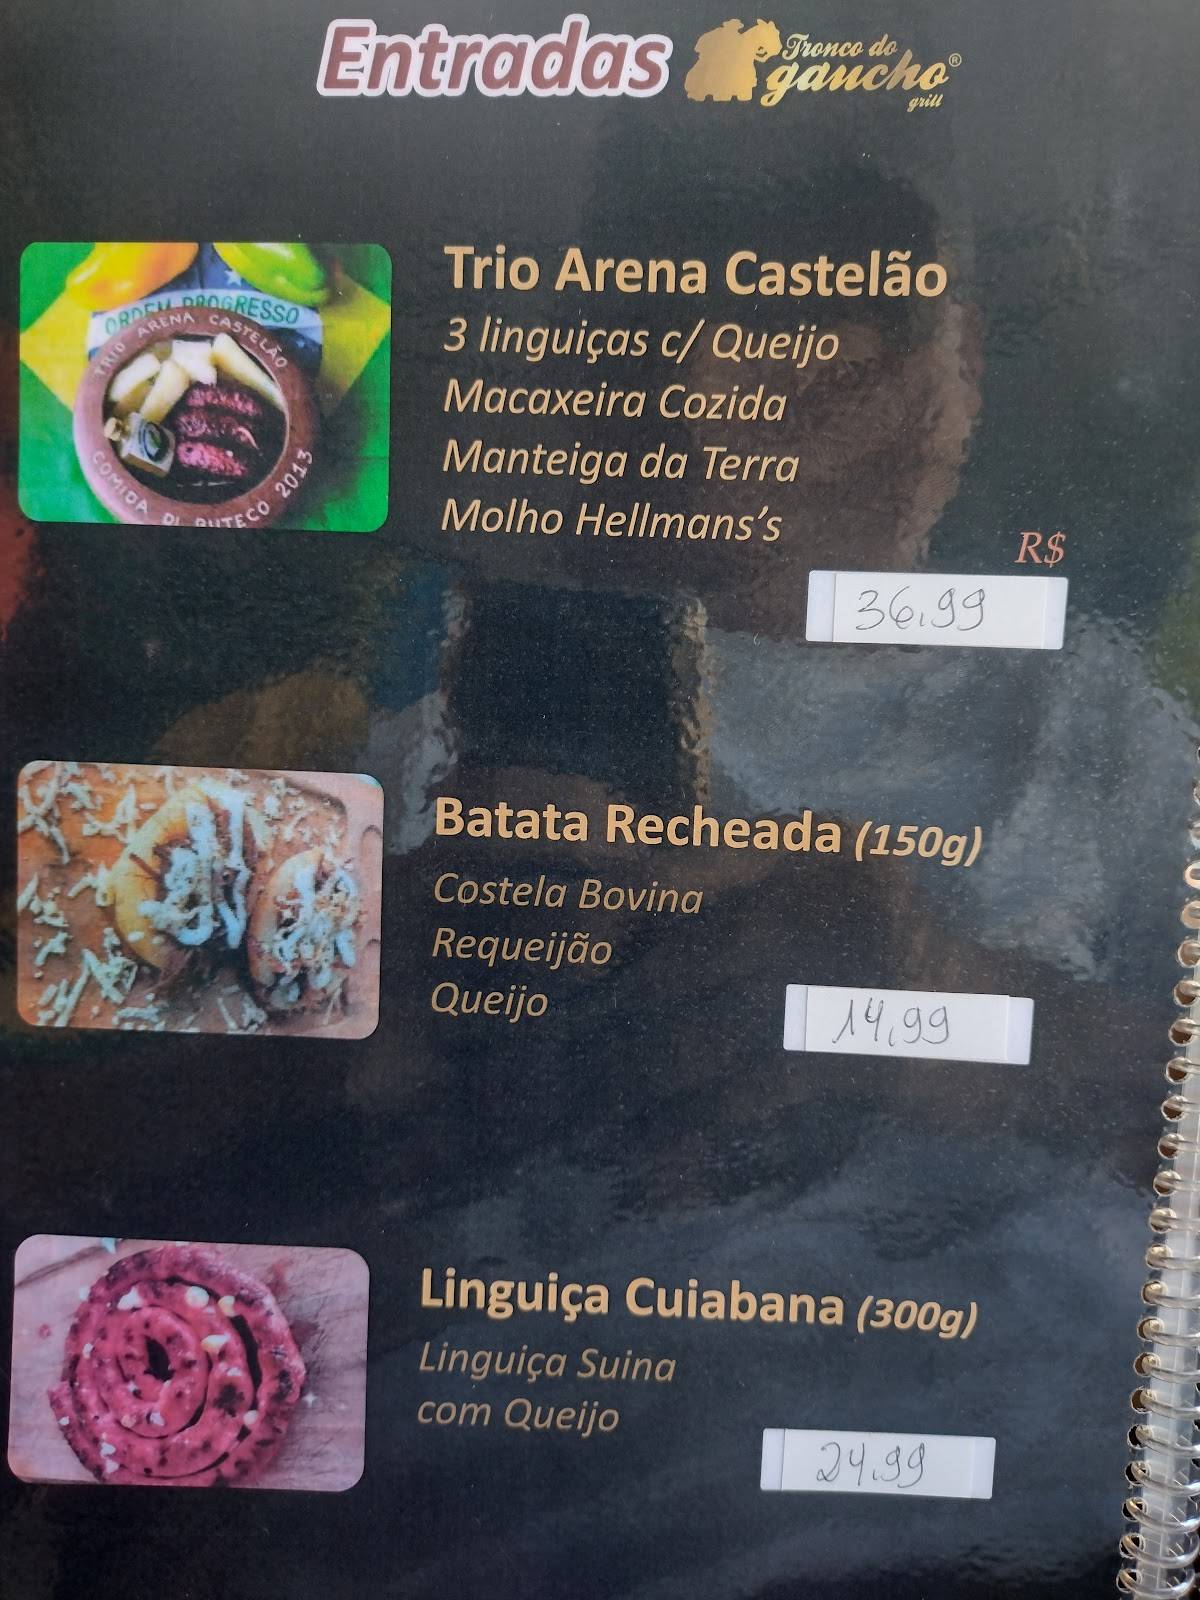 Entradas
Tronco do
gaucho®
grill
ORDEM PROGRESSO
TRIO ARENA CASTELÃO
COMIDA DI BUTECO 2013
Trio Arena Castelão
3 linguiças c/ Queijo
Macaxeira Cozida
Manteiga da Terra
Molho Hellmans's
R$
36,99
Batata Recheada (150g)
Costela Bovina
Requeijão
Queijo
14,99
Linguiça Cuiabana (300g)
Linguiça Suina
com Queijo
24,99